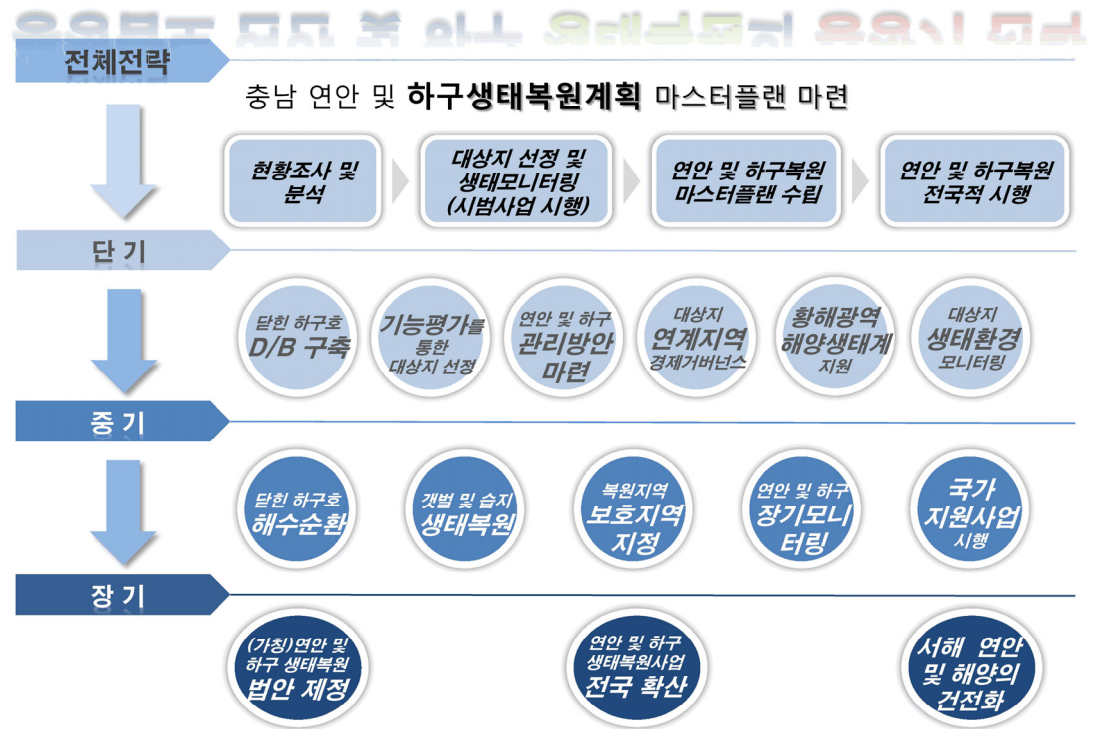 전체전략
충남 연안 및 하구생태복원계획 마스터플랜 마련
현황조사 및
분석
대상지 선정 및
생태모니터링
(시범사업 시행)
연안 및 하구복원
마스터플랜 수립
연안 및 하구복원
전국적 시행
단 기
닫힌 하구호
D/B 구축
기능평가를
통한
대상지 선정
연안 및 하구
관리방안
마련
대상지
연계지역
경제거버넌스
황해광역
해양생태계
지원
대상지
생태환경
모니터링
중 기
닫힌 하구호
해수순환
갯벌 및 습지
생태복원
복원지역
보호지역
지정
연안 및 하구
장기모니
터링
국가
지원사업
시행
장 기
(가칭)연안 및
하구 생태복원
법안 제정
연안 및 하구
생태복원사업
전국 확산
서해 연안
및 해양의
건전화